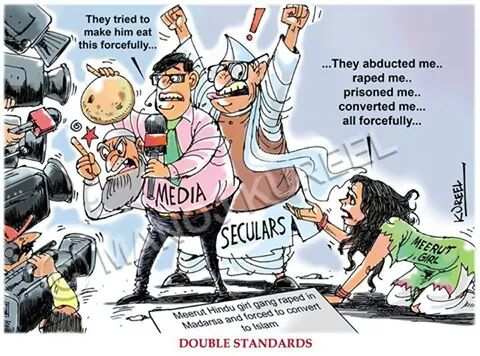 They tried to
make him eat
this forcefully...
!
...They abducted me..
raped me..
prisoned me..
converted me...
all forcefully...
MEDIA
SECULARS
MEERUT
GIRL
KUREEL
MANOJ KUREEL
Meerut Hindu girl gang raped in
Madarsa and forced to convert
to Islam
DOUBLE STANDARDS